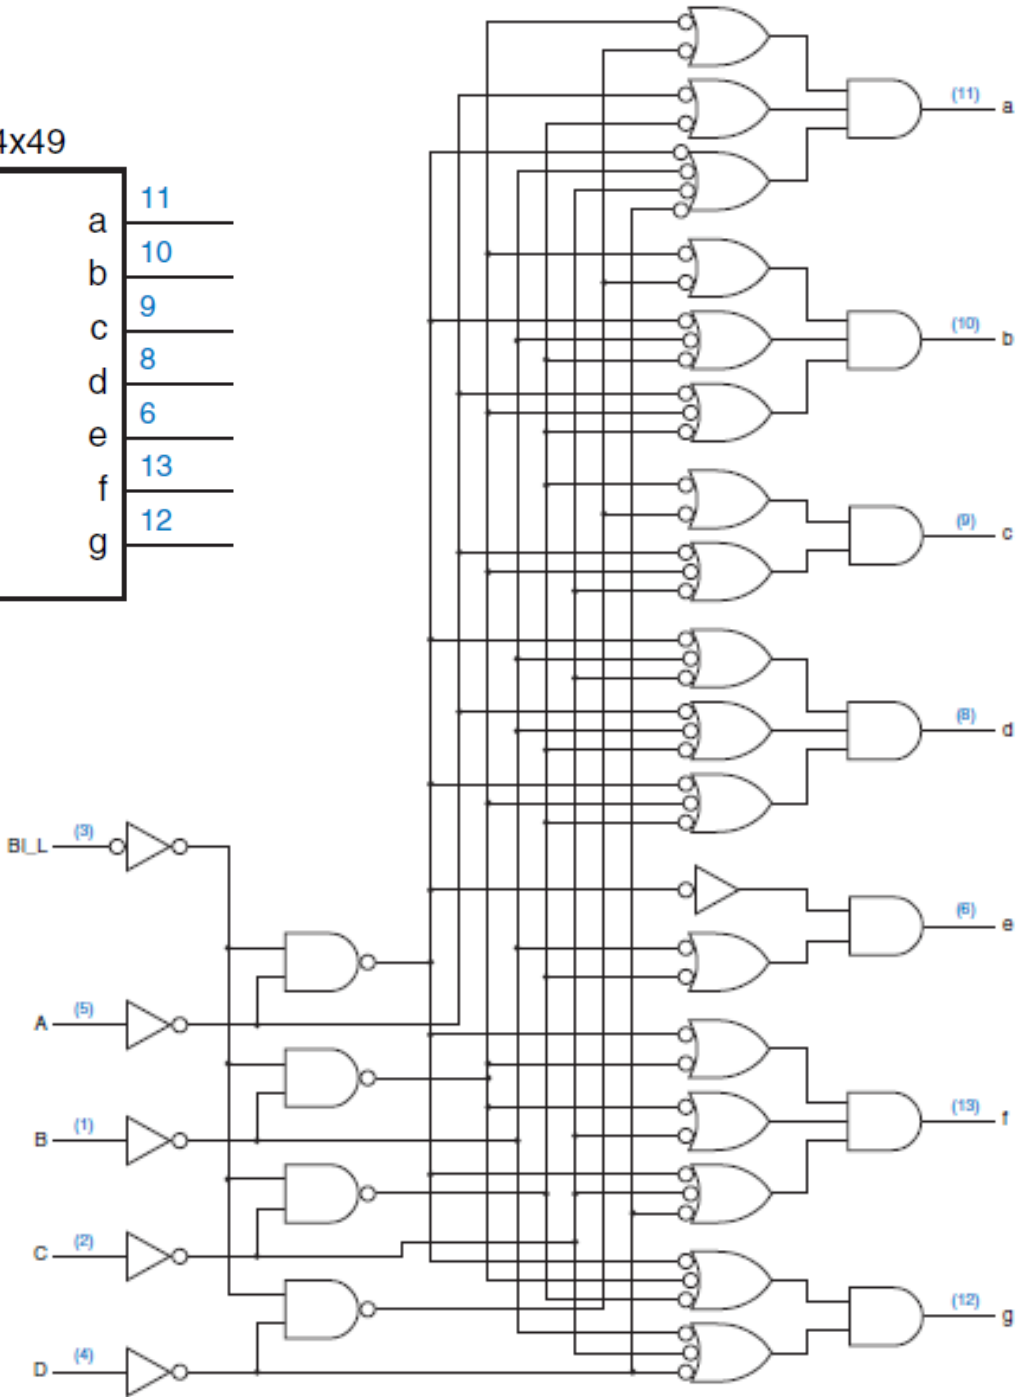 4x49
a 11
b 10
c 9
d 8
e 6
f 13
g 12
(11) a
(10) b
(9) c
(8) d
(6) e
(13) f
(12) g
BI_L (3)
A (5)
B (1)
C (2)
D (4)